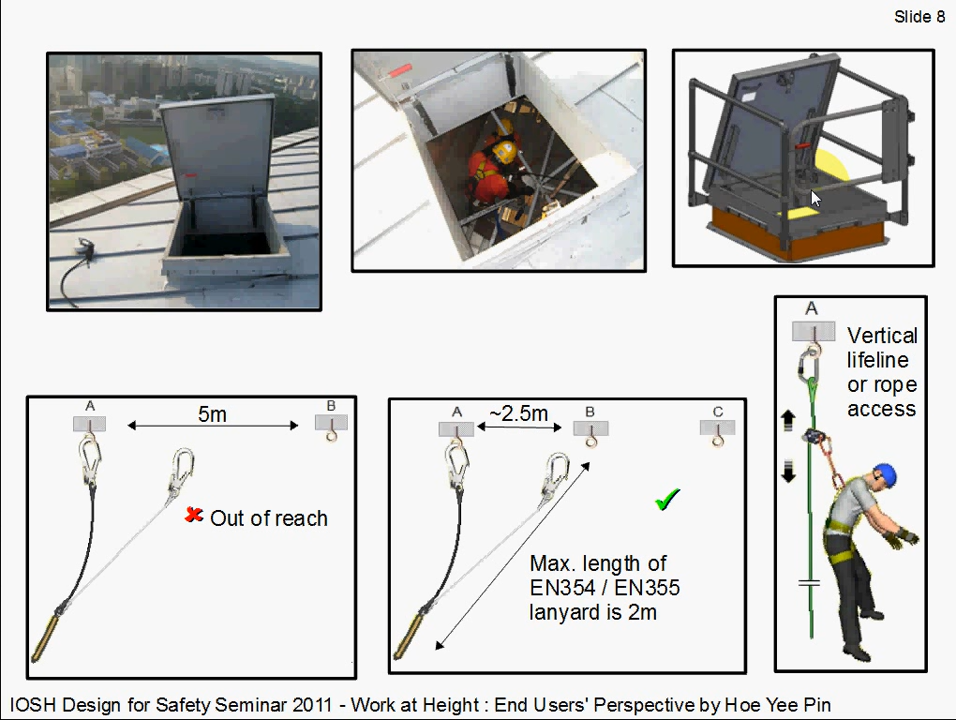 Slide 8
A
5m
B
Out of reach
A
~2.5m
B
C
Max. length of
EN354 / EN355
lanyard is 2m
A
Vertical
lifeline
or rope
access
IOSH Design for Safety Seminar 2011 - Work at Height : End Users' Perspective by Hoe Yee Pin